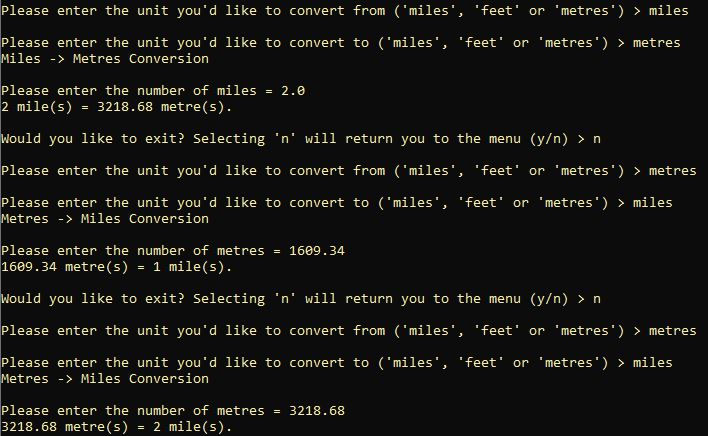 Please enter the unit you'd like to convert from ('miles', 'feet' or 'metres') > miles
Please enter the unit you'd like to convert to ('miles', 'feet' or 'metres') > metres
Miles -> Metres Conversion
Please enter the number of miles = 2.0
2 mile(s) = 3218.68 metre(s).
Would you like to exit? Selecting 'n' will return you to the menu (y/n) > n
Please enter the unit you'd like to convert from ('miles', 'feet' or 'metres') > metres
Please enter the unit you'd like to convert to ('miles', 'feet' or 'metres') > miles
Metres -> Miles Conversion
Please enter the number of metres = 1609.34
1609.34 metre(s) = 1 mile(s).
Would you like to exit? Selecting 'n' will return you to the menu (y/n) > n
Please enter the unit you'd like to convert from ('miles', 'feet' or 'metres') > metres
Please enter the unit you'd like to convert to ('miles', 'feet' or 'metres') > miles
Metres -> Miles Conversion
Please enter the number of metres = 3218.68
3218.68 metre(s) = 2 mile(s).